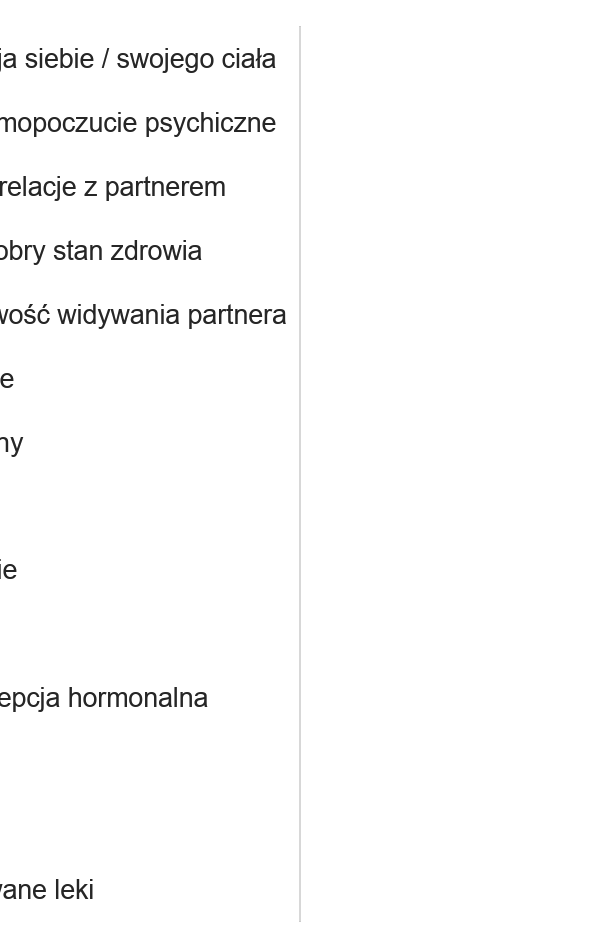 ja siebie / swojego ciała
mopoczucie psychiczne
relacje z partnerem
obry stan zdrowia
wość widywania partnera
e
ny
ie
epcja hormonalna
wane leki